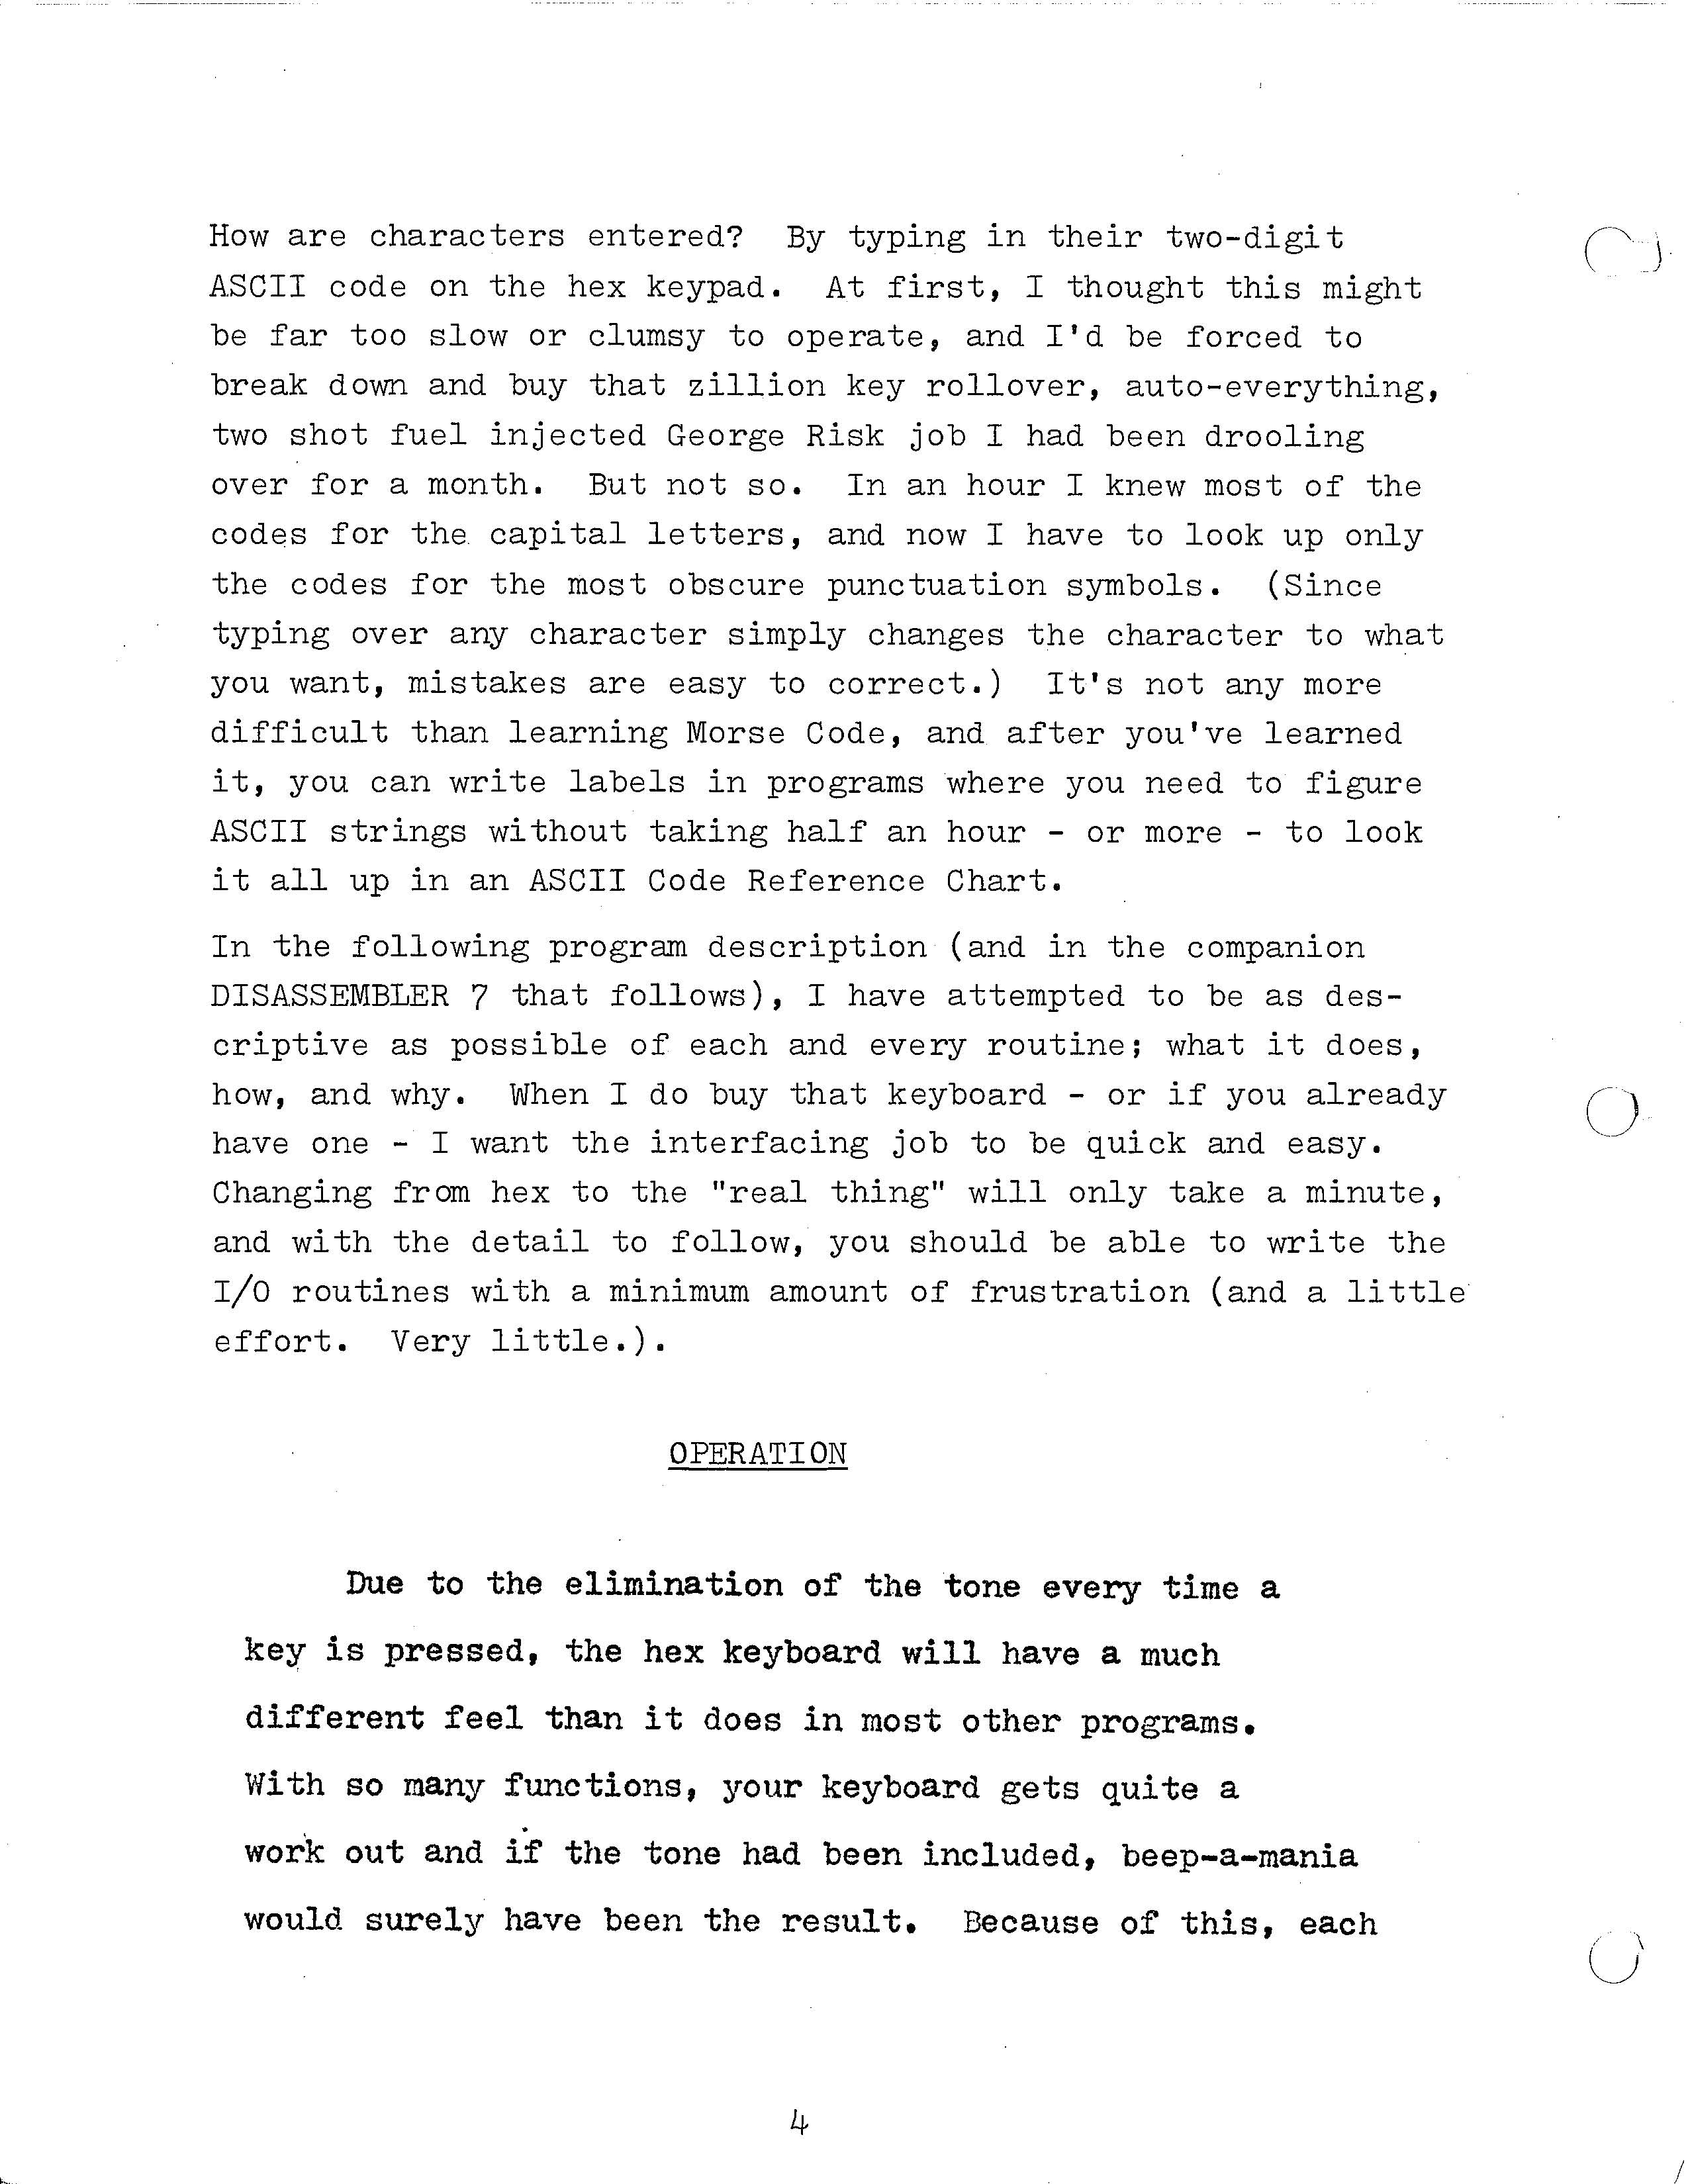 How are characters entered?  By typing in their two-digit
ASCII code on the hex keypad.  At first, I thought this might
be far too slow or clumsy to operate, and I'd be forced to
break down and buy that zillion key rollover, auto-everything,
two shot fuel injected George Risk job I had been drooling
over for a month.  But not so.  In an hour I knew most of the
codes for the capital letters, and now I have to look up only
the codes for the most obscure punctuation symbols.  (Since
typing over any character simply changes the character to what
you want, mistakes are easy to correct.)  It's not any more
difficult than learning Morse Code, and after you've learned
it, you can write labels in programs where you need to figure
ASCII strings without taking half an hour - or more - to look
it all up in an ASCII Code Reference Chart.
In the following program description (and in the companion
DISASSEMBLER 7 that follows), I have attempted to be as des-
criptive as possible of each and every routine; what it does,
how, and why.  When I do buy that keyboard - or if you already
have one - I want the interfacing job to be quick and easy.
Changing from hex to the "real thing" will only take a minute,
and with the detail to follow, you should be able to write the
I/O routines with a minimum amount of frustration (and a little
effort.  Very little.).
OPERATION
Due to the elimination of the tone every time a
key is pressed, the hex keyboard will have a much
different feel than it does in most other programs.
With so many functions, your keyboard gets quite a
work out and if the tone had been included, beep-a-mania
would surely have been the result.  Because of this, each
4